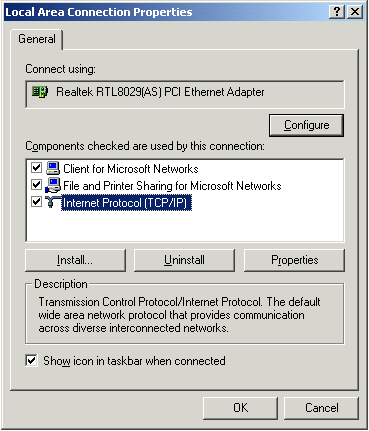 Local Area Connection Properties
General
Connect using:
Realtek RTL8029(AS) PCI Ethernet Adapter
Configure
Components checked are used by this connection:
Client for Microsoft Networks
File and Printer Sharing for Microsoft Networks
Internet Protocol (TCP/IP)
Install...
Uninstall
Properties
Description
Transmission Control Protocol/Internet Protocol. The default
wide area network protocol that provides communication
across diverse interconnected networks.
Show icon in taskbar when connected
OK
Cancel